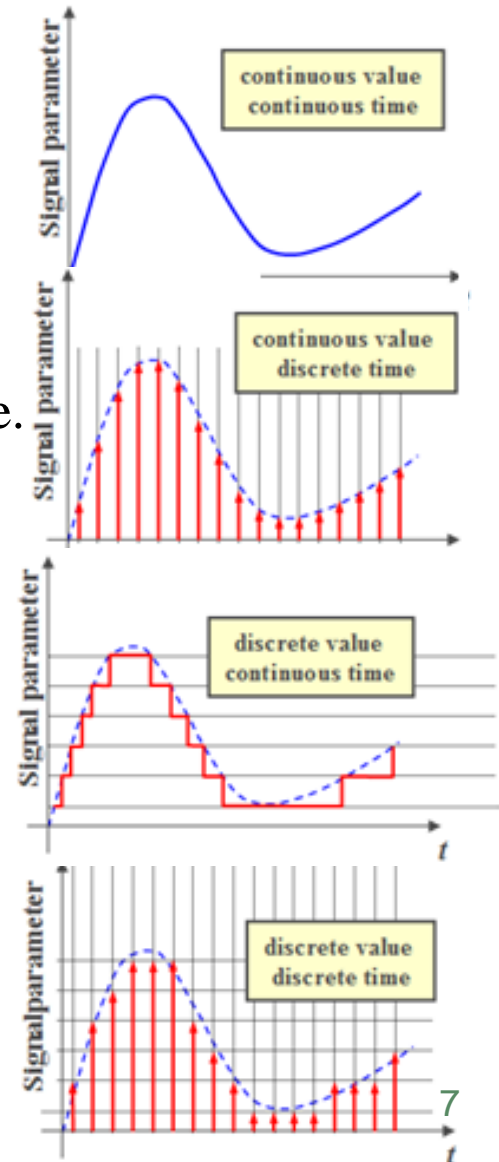 Signal parameter
continuous value
continuous time
Signal parameter
continuous value
discrete time
e.
Signal parameter
discrete value
continuous time
t
Signalparameter
discrete value
discrete time
7
t